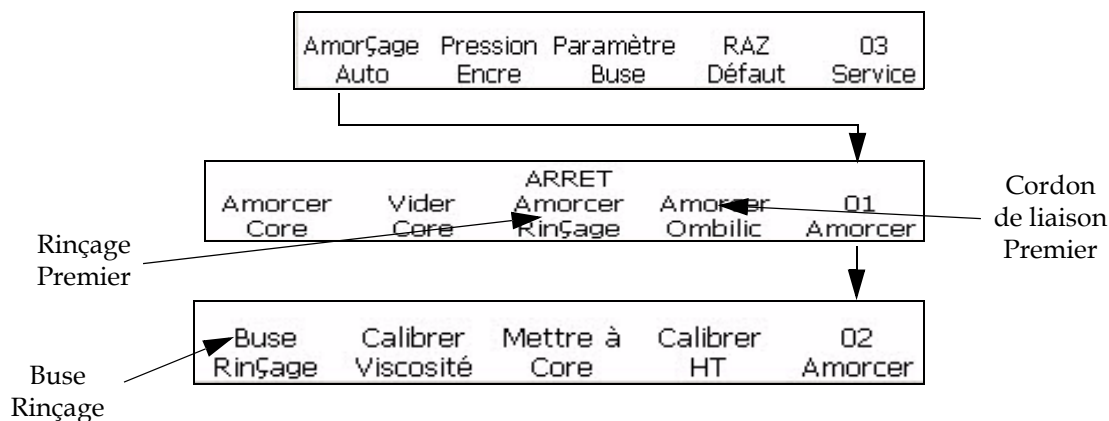 AmorÇage Pression Paramètre RAZ 03
Auto Encre Buse Défaut Service
ARRET
Amorcer Vider Amorcer Amorcer 01
Core Core RinÇage Ombilic Amorcer
Cordon
de liaison
Premier
Rinçage
Premier
Buse Calibrer Mettre à Calibrer 02
RinÇage Viscosité Core HT Amorcer
Buse
Rinçage